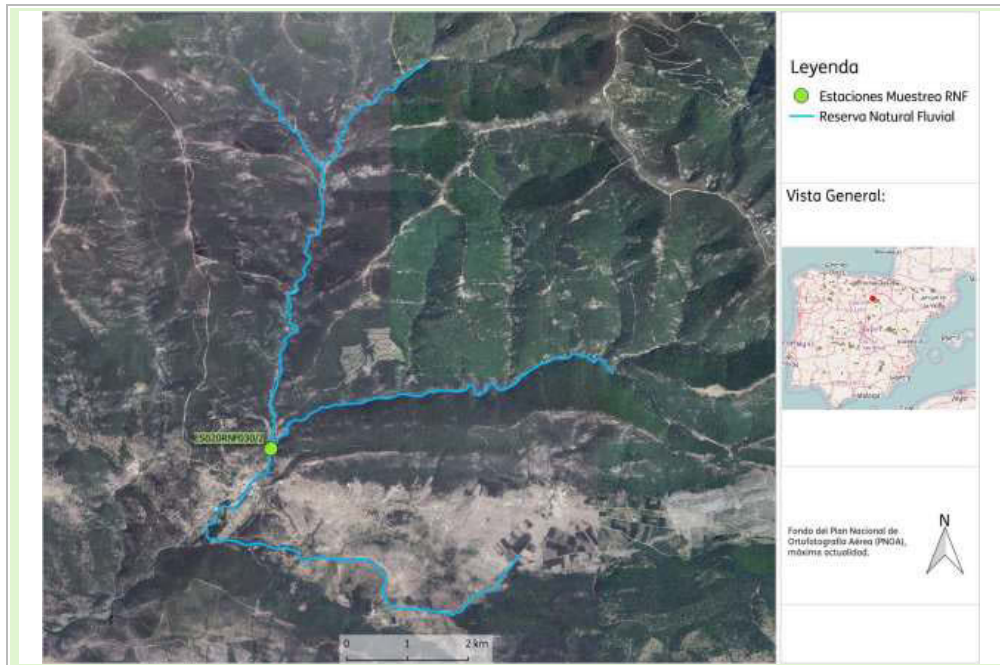 Leyenda
Estaciones Muestreo RNF
Reserva Natural Fluvial
Vista General:
Fondo del Plan Nacional de
Ortofotografía Aérea (PNOA),
máxima actualidad.
N
ES020RNF030/2
0 1 2 km